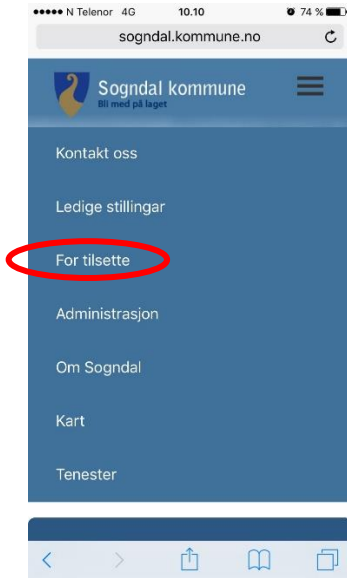 N Telenor 4G 10.10 74 %
sogndal.kommune.no
Sogndal kommune
Bli med på laget
Kontakt oss
Ledige stillingar
For tilsette
Administrasjon
Om Sogndal
Kart
Tenester